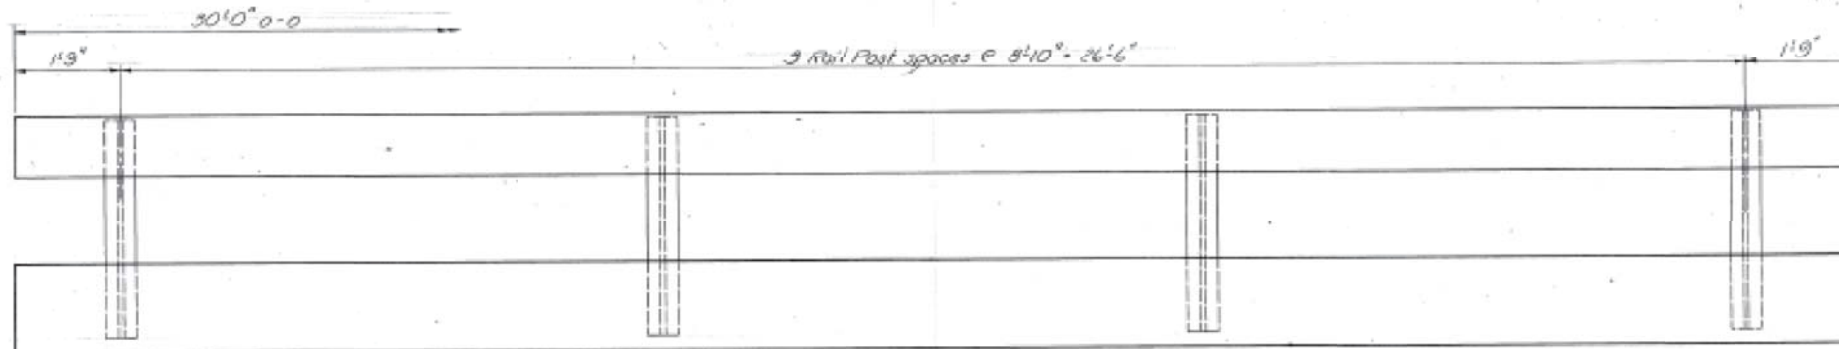 30'0" o-o
1'9"
3 Rail Post spaces @ 8'10" = 26'6"
1'9"